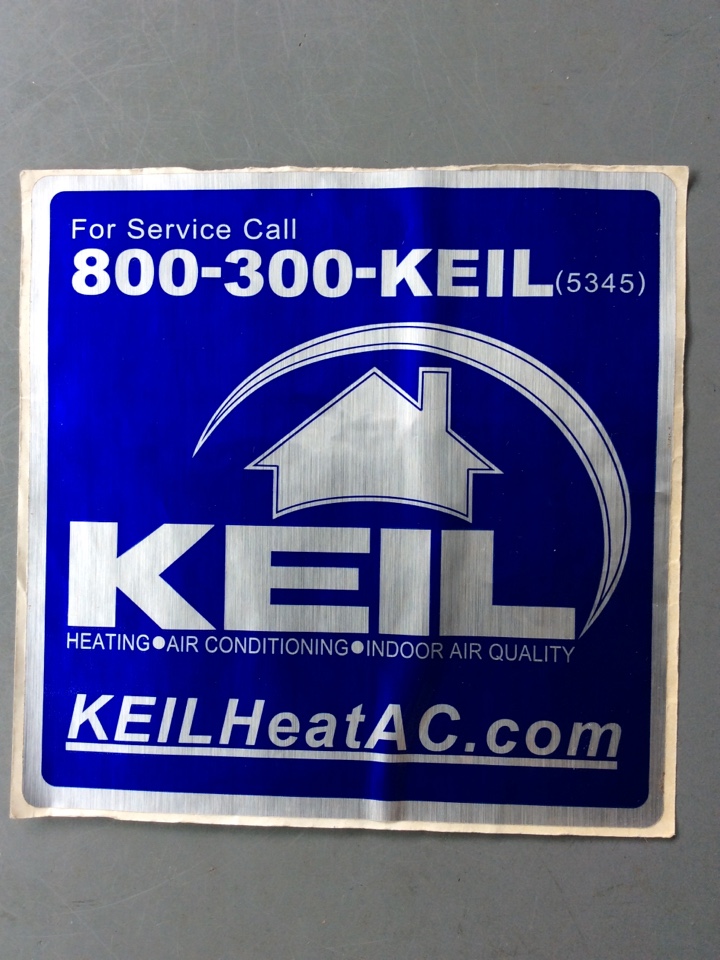 For Service Call
800-300-KEIL(5345)
KEIL
HEATING●AIR CONDITIONING●INDOOR AIR QUALITY
KEILHeatAC.com